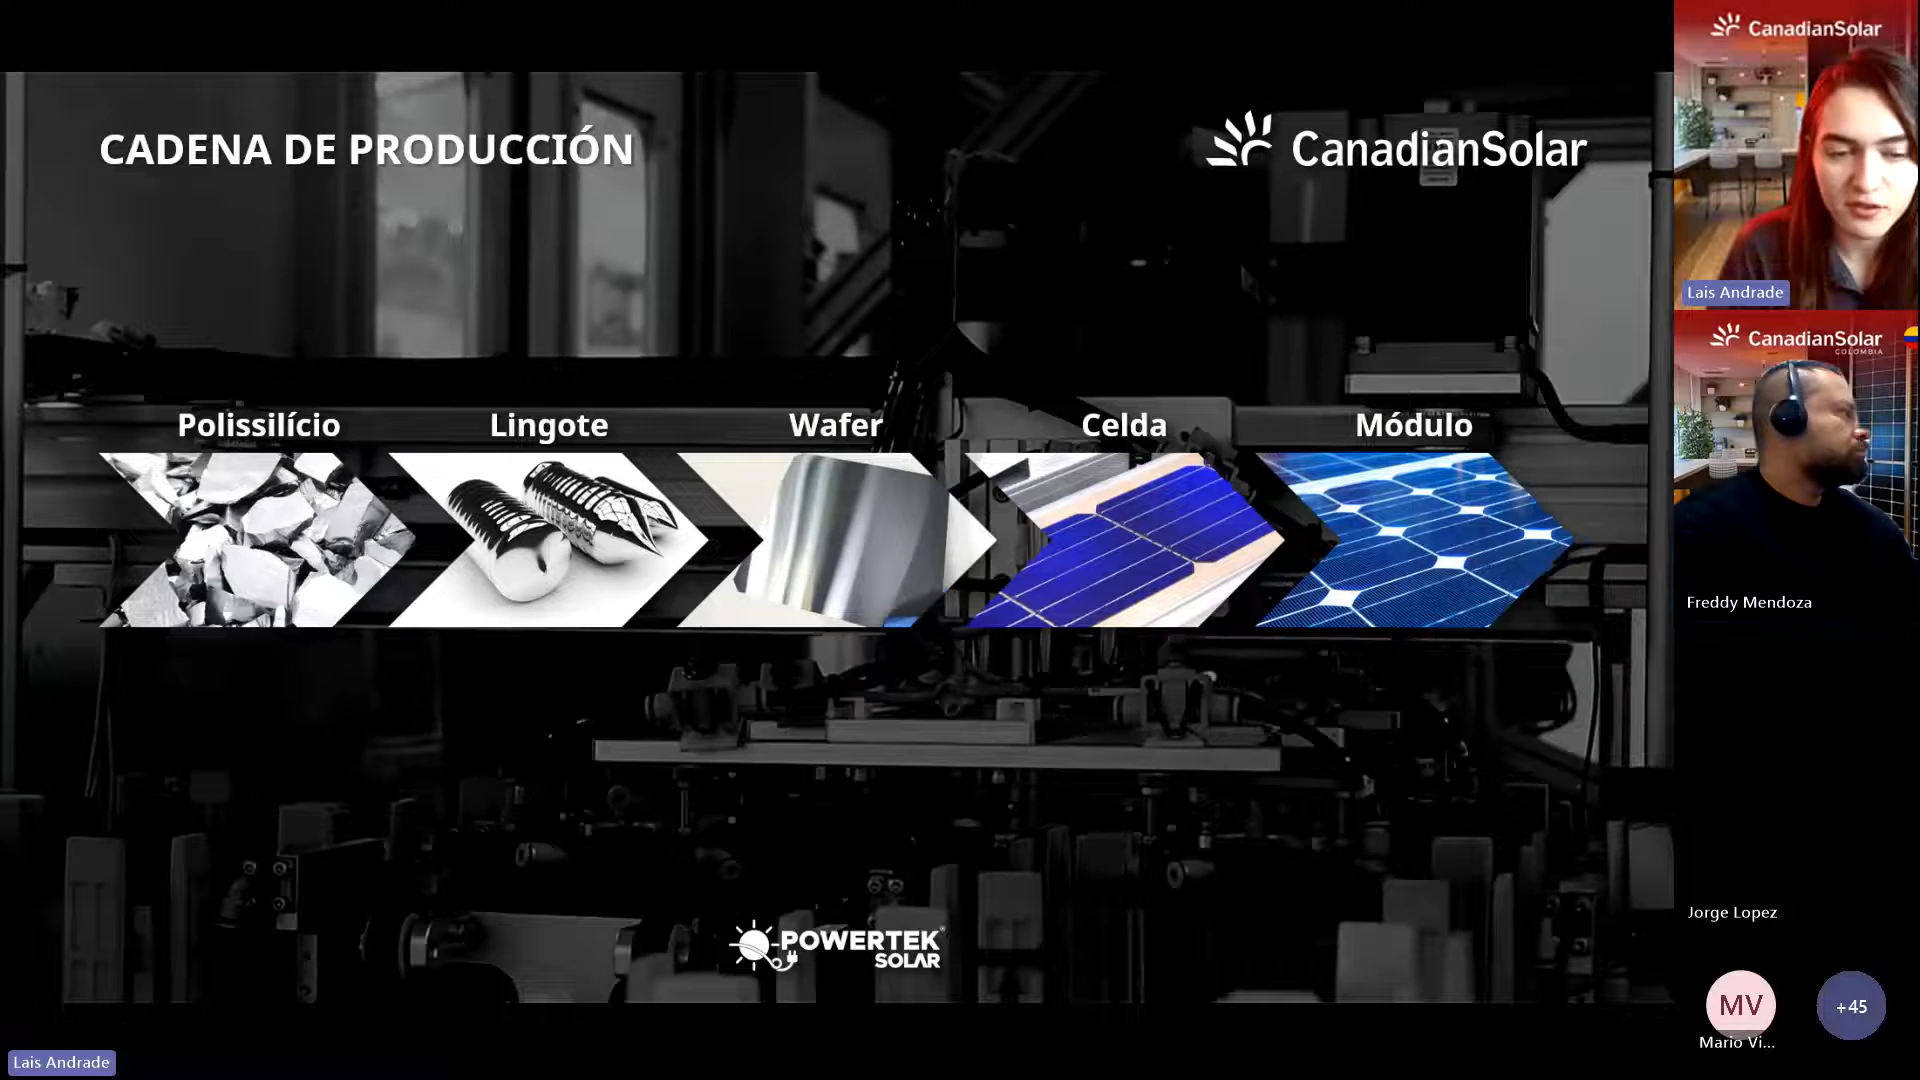 CADENA DE PRODUCCIÓN
CanadianSolar
Polissilício
Lingote
Wafer
Celda
Módulo
POWERTEK
SOLAR
Lais Andrade
CanadianSolar
Lais Andrade
CanadianSolar
COLOMBIA
Freddy Mendoza
Jorge Lopez
MV
Mario Vi...
+45